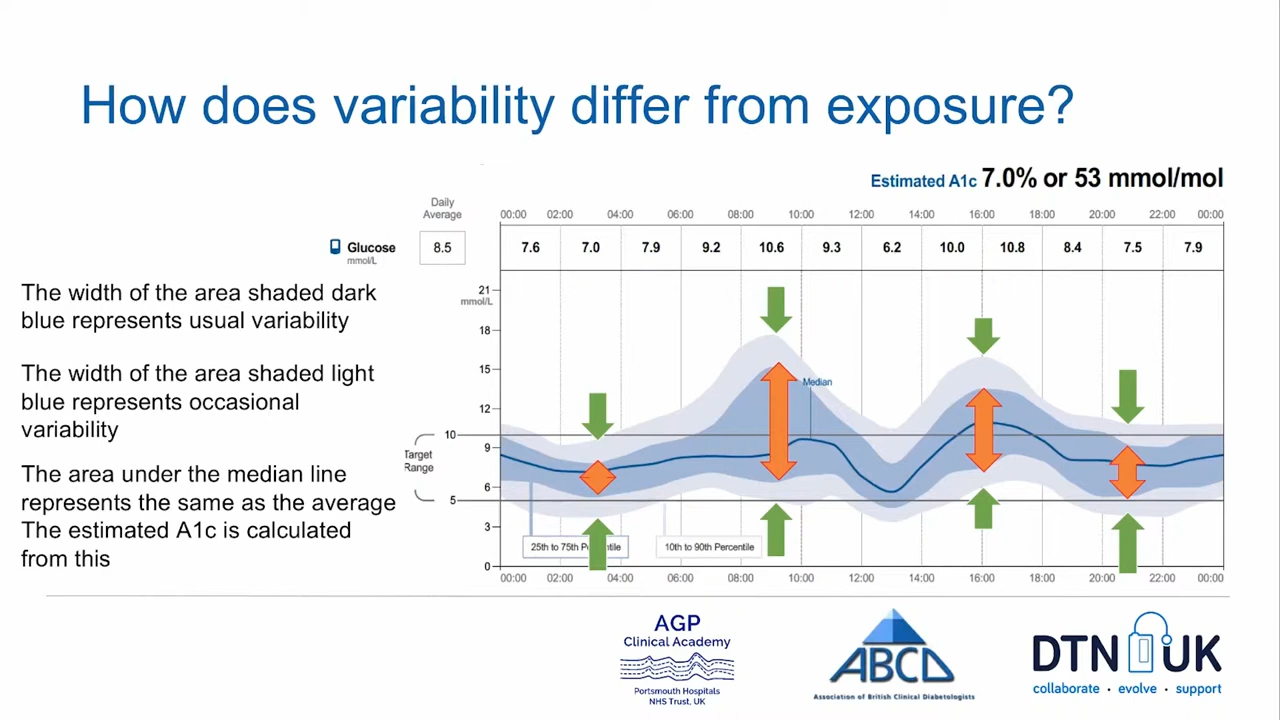 How does variability differ from exposure?
Estimated A1c 7.0% or 53 mmol/mol
Daily
Average
00:00 02:00 04:00 06:00 08:00 10:00 12:00 14:00 16:00 18:00 20:00 22:00 00:00
Glucose
mmol/L
8.5
7.6 7.0 7.9 9.2 10.6 9.3 6.2 10.0 10.8 8.4 7.5 7.9
The width of the area shaded dark
blue represents usual variability
The width of the area shaded light
blue represents occasional
variability
The area under the median line
represents the same as the average
The estimated A1c is calculated
from this
21
mmol/L
18
15
Median
12
10
9
Target
Range
6
5
3
25th to 75th
10th to 90th Percentile
0
00:00 02:00 04:00 06:00 08:00 10:00 12:00 14:00 16:00 18:00 20:00 22:00 00:00
AGP
Clinical Academy
Portsmouth Hospitals
NHS Trust, UK
ABCD
Association of British Clinical Diabetologists
DTN UK
collaborate · evolve · support